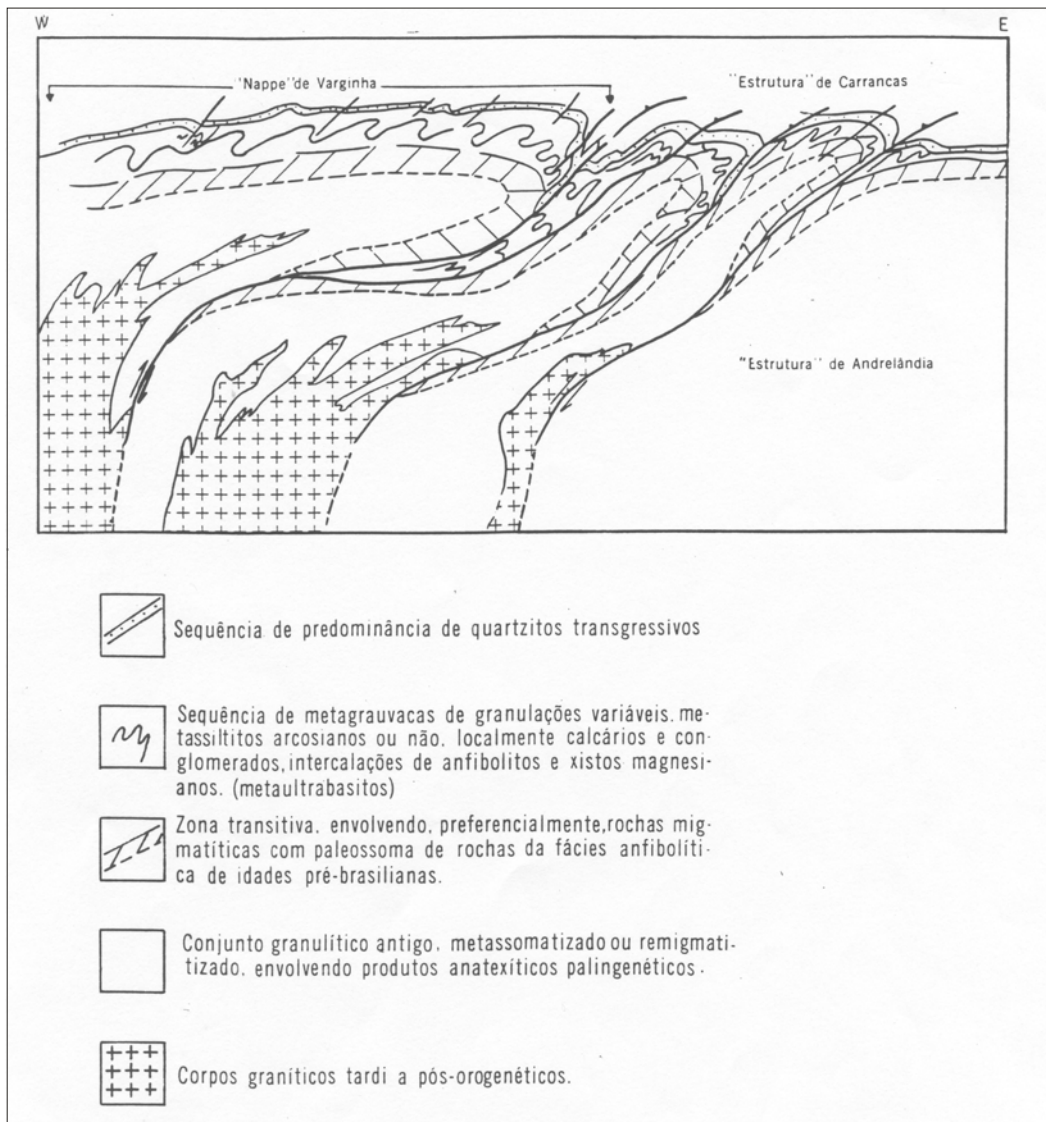 W
E
"Nappe" de Varginha
"Estrutura" de Carrancas
"Estrutura" de Andrelândia
Sequência de predominância de quartzitos transgressivos
Sequência de metagrauvacas de granulações variáveis. me-
tassiltitos arcosianos ou não. localmente calcários e con-
glomerados, intercalações de anfibolitos e xistos magnesi-
anos. (metaultrabasitos)
Zona transitiva. envolvendo. preferencialmente, rochas mig-
matíticas com paleossoma de rochas da fácies anfibolíti-
ca de idades pré-brasilianas.
Conjunto granulítico antigo. metassomatizado ou remigmati-
tizado. envolvendo produtos anatexíticos palingenéticos.
Corpos graníticos tardi a pós-orogenéticos.